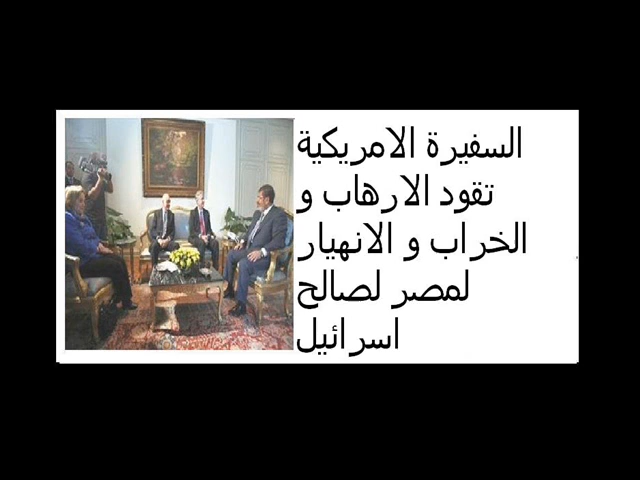 السفيرة الامريكية
تقود الارهاب و
الخراب و الانهيار
لمصر لصالح
اسرائيل